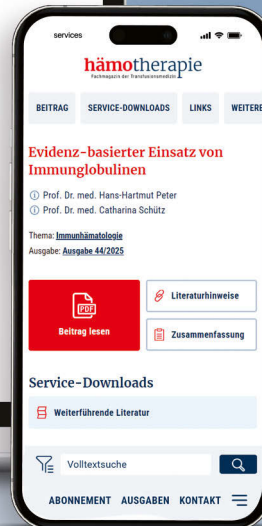 services
hämotherapie
Fachmagazin der Transfusionsmedizin
BEITRAG SERVICE-DOWNLOADS LINKS WEITERE
Evidenz-basierter Einsatz von
Immunglobulinen
Prof. Dr. med. Hans-Hartmut Peter
Prof. Dr. med. Catharina Schütz
Thema: Immunhämatologie
Ausgabe: Ausgabe 44/2025
PDF
Beitrag lesen
Literaturhinweise
Zusammenfassung
Service-Downloads
Weiterführende Literatur
Volltextsuche
ABONNEMENT AUSGABEN KONTAKT